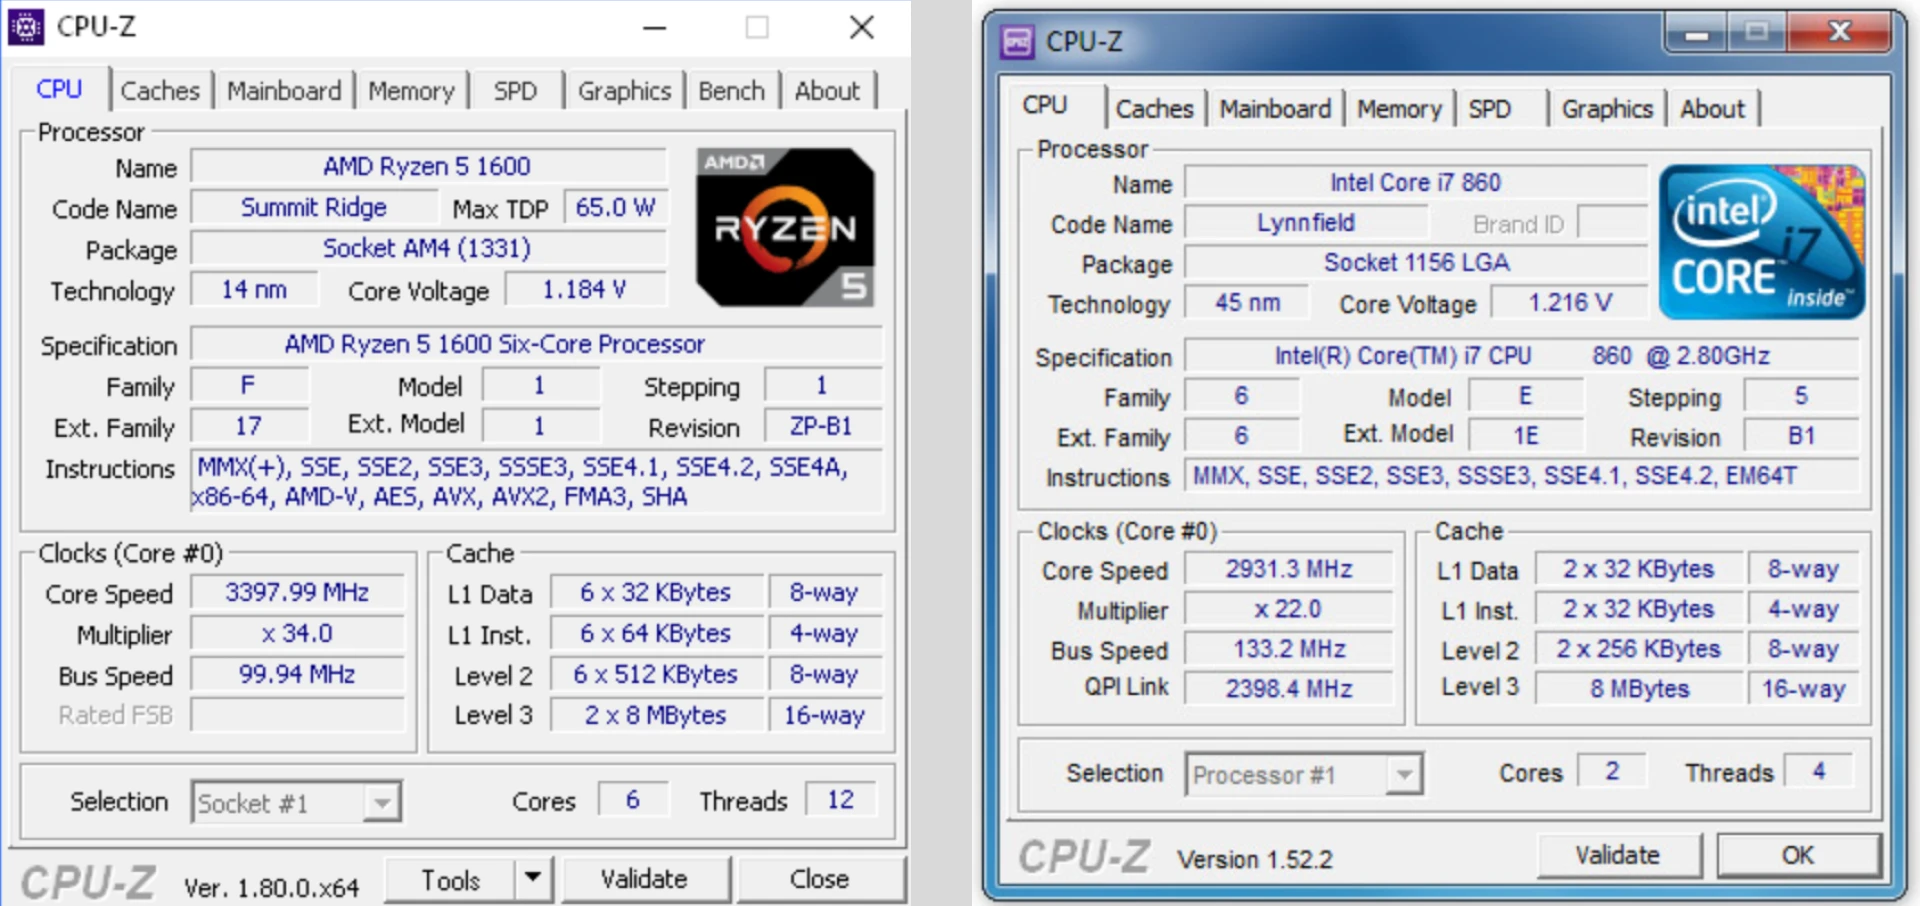 CPU-Z
CPU Caches Mainboard Memory SPD Graphics Bench About
Processor
Name AMD Ryzen 5 1600
Code Name Summit Ridge Max TDP 65.0 W
Package Socket AM4 (1331)
Technology 14 nm Core Voltage 1.184 V
AMD
RYZEN
5
Specification AMD Ryzen 5 1600 Six-Core Processor
Family F Model 1 Stepping 1
Ext. Family 17 Ext. Model 1 Revision ZP-B1
Instructions MMX(+), SSE, SSE2, SSE3, SSSE3, SSE4.1, SSE4.2, SSE4A,
x86-64, AMD-V, AES, AVX, AVX2, FMA3, SHA
Clocks (Core #0)
Core Speed 3397.99 MHz
Multiplier x 34.0
Bus Speed 99.94 MHz
Rated FSB
Cache
L1 Data 6 x 32 KBytes 8-way
L1 Inst. 6 x 64 KBytes 4-way
Level 2 6 x 512 KBytes 8-way
Level 3 2 x 8 MBytes 16-way
Selection Socket #1 Cores 6 Threads 12
CPU-Z Ver. 1.80.0.x64 Tools Validate Close
CPU-Z
CPU Caches Mainboard Memory SPD Graphics About
Processor
Name Intel Core i7 860
Code Name Lynnfield Brand ID
Package Socket 1156 LGA
Technology 45 nm Core Voltage 1.216 V
intel
i7
CORE™
inside™
Specification Intel(R) Core(TM) i7 CPU 860 @ 2.80GHz
Family 6 Model E Stepping 5
Ext. Family 6 Ext. Model 1E Revision B1
Instructions MMX, SSE, SSE2, SSE3, SSSE3, SSE4.1, SSE4.2, EM64T
Clocks (Core #0)
Core Speed 2931.3 MHz
Multiplier x 22.0
Bus Speed 133.2 MHz
QPI Link 2398.4 MHz
Cache
L1 Data 2 x 32 KBytes 8-way
L1 Inst. 2 x 32 KBytes 4-way
Level 2 2 x 256 KBytes 8-way
Level 3 8 MBytes 16-way
Selection Processor #1 Cores 2 Threads 4
CPU-Z Version 1.52.2 Validate OK